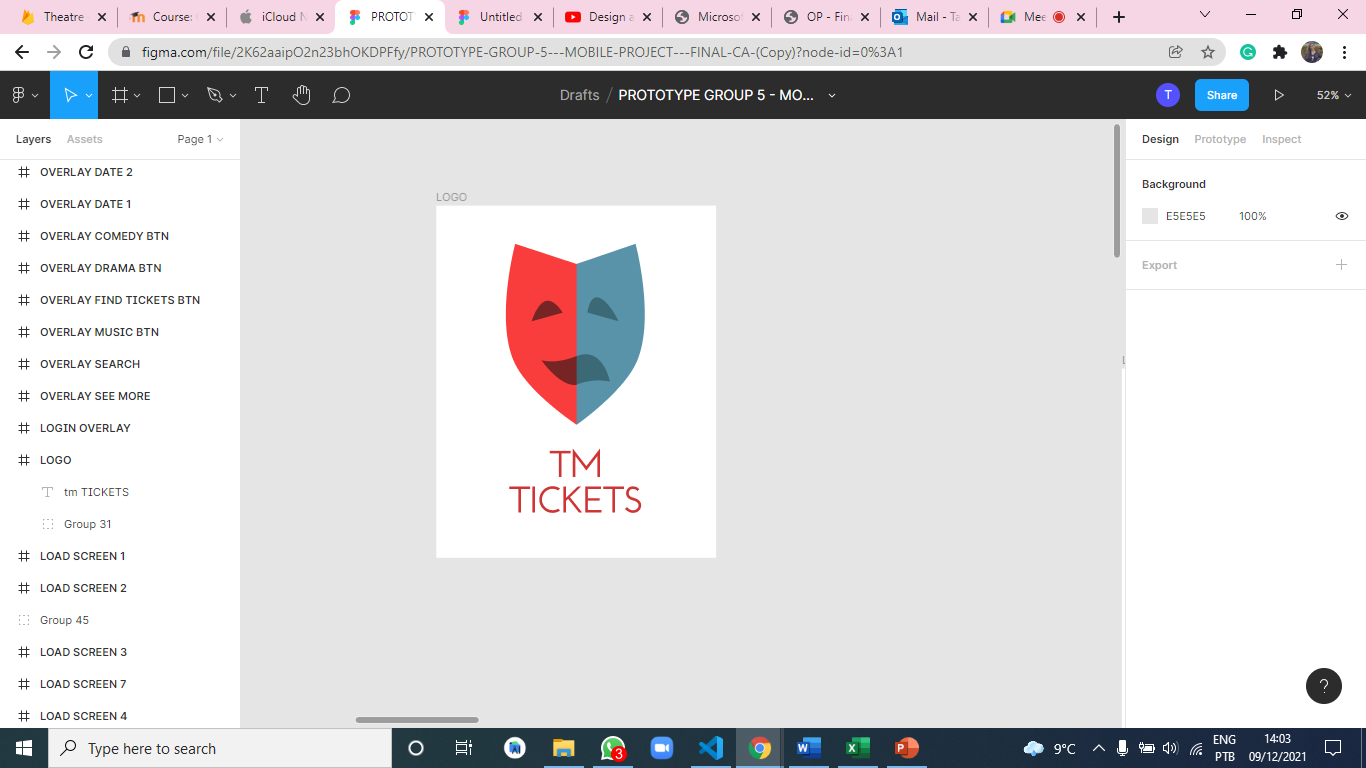 Theatre
Course:
iCloud N
PROTOT
Untitled
Design a
Microsof
OP - Fin
Mail - Ta
Mee
figma.com/file/2K62aaipO2n23bhOKDPFfy/PROTOTYPE-GROUP-5---MOBILE-PROJECT---FINAL-CA-(Copy)?node-id=0%3A1
Drafts / PROTOTYPE GROUP 5 - MO...
T
Share
52%
Layers
Assets
Page 1
OVERLAY DATE 2
OVERLAY DATE 1
OVERLAY COMEDY BTN
OVERLAY DRAMA BTN
OVERLAY FIND TICKETS BTN
OVERLAY MUSIC BTN
OVERLAY SEARCH
OVERLAY SEE MORE
LOGIN OVERLAY
LOGO
tm TICKETS
Group 31
LOAD SCREEN 1
LOAD SCREEN 2
Group 45
LOAD SCREEN 3
LOAD SCREEN 7
LOAD SCREEN 4
LOGO
TM
TICKETS
Design
Prototype
Inspect
Background
E5E5E5
100%
Export
?
Type here to search
3
9°C
ENG
PTB
14:03
09/12/2021